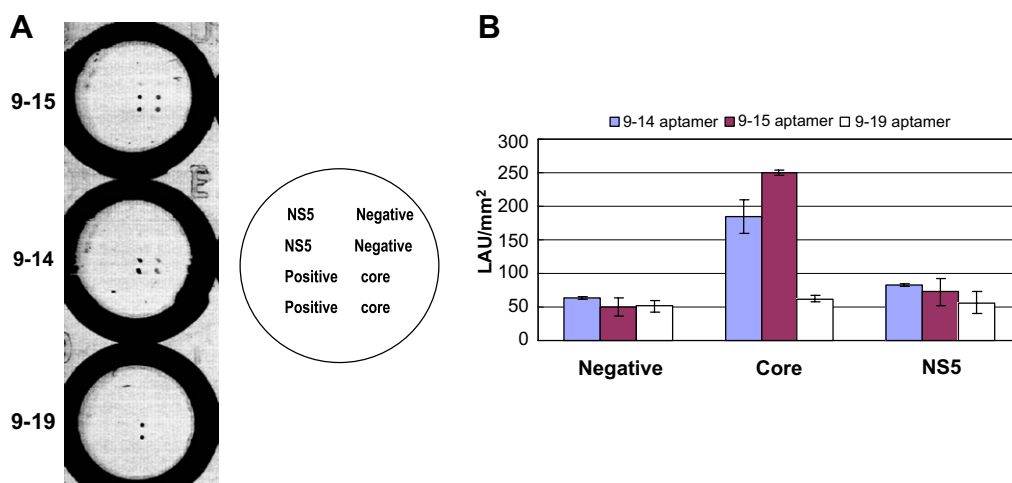 A
9-15
9-14
9-19
NS5 Negative
NS5 Negative
Positive core
Positive core
B
9-14 aptamer 9-15 aptamer 9-19 aptamer
LAU/mm²
300
250
200
150
100
50
0
Negative Core NS5